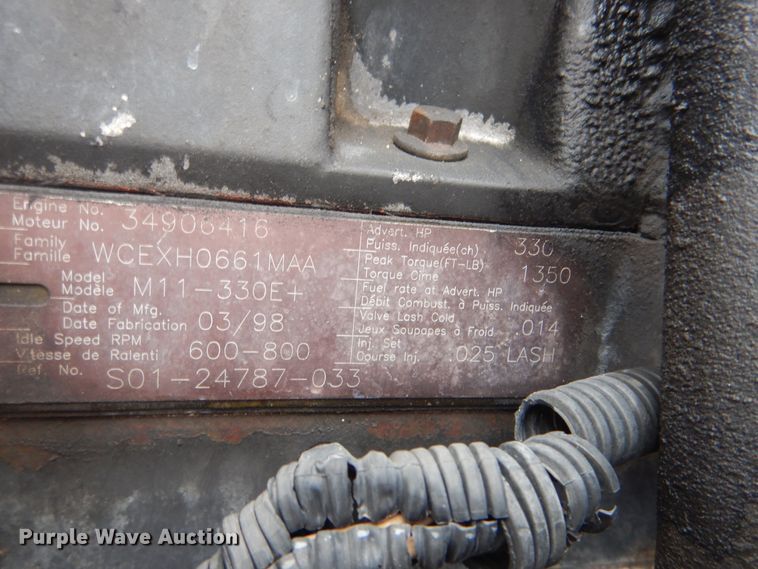 Engine No.
Moteur No. 34906416
Family
Famille WCEXH0661MAA
Model
Modèle M11-330E+
Date of Mfg.
Date Fabrication 03/98
Idle Speed RPM
Vitesse de Ralenti 600-800
Ref. No. S01-24787-033
Advert. HP
Puiss. Indiquée(ch) 330
Peak Torque(FT-LB)
Torque Cime 1350
Fuel rate at Advert. HP
Débit Combust. à Puiss. Indiquée
Valve Lash Cold
Jeux Soupapes à Froid .014
Inj. Set
Course Inj. .025 LASH
Purple Wave Auction